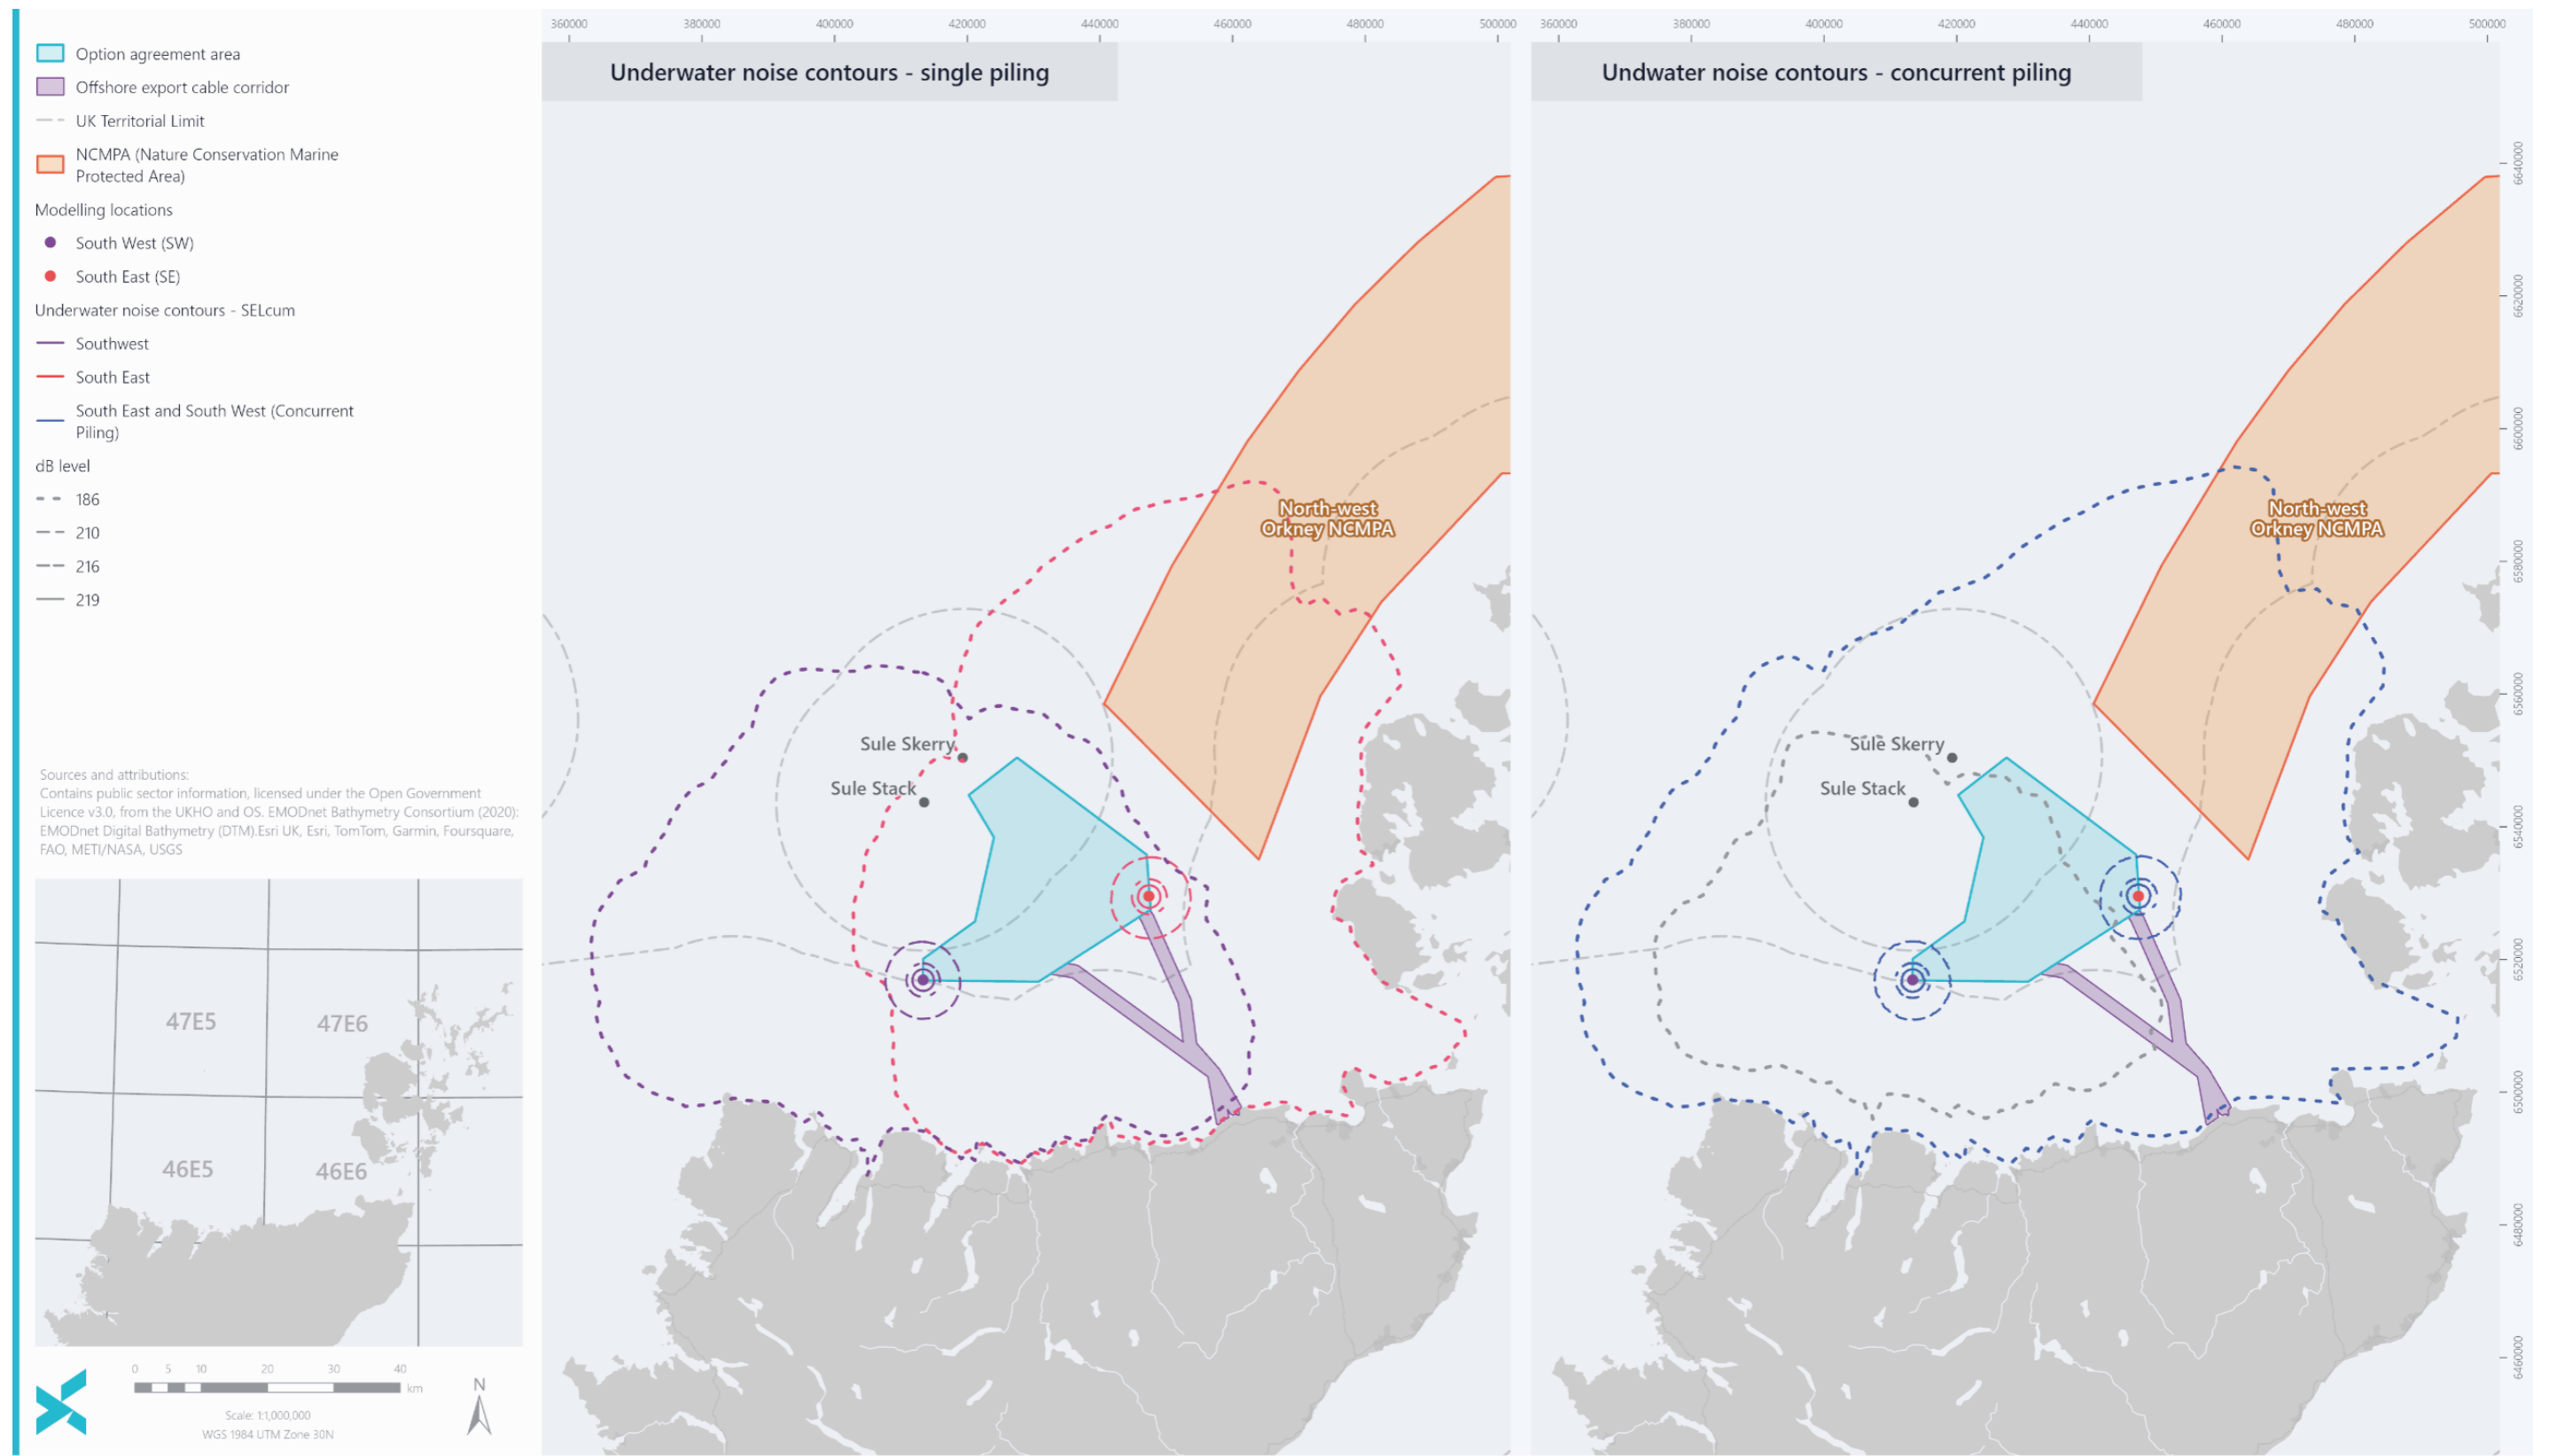 Option agreement area
Offshore export cable corridor
UK Territorial Limit
NCMPA (Nature Conservation Marine
Protected Area)
Modelling locations
South West (SW)
South East (SE)
Underwater noise contours - SELcum
Southwest
South East
South East and South West (Concurrent
Piling)
dB level
186
210
216
219
Sources and attributions:
Contains public sector information, licensed under the Open Government
Licence v3.0, from the UKHO and OS. EMODnet Bathymetry Consortium (2020):
EMODnet Digital Bathymetry (DTM).Esri UK, Esri, TomTom, Garmin, Foursquare,
FAO, METI/NASA, USGS
47E5
47E6
46E5
46E6
0 5 10 20 30 40
km
Scale: 1:1,000,000
WGS 1984 UTM Zone 30N
N
360000 380000 400000 420000 440000 460000 480000 500000
Underwater noise contours - single piling
North-west
Orkney NCMPA
Sule Skerry
Sule Stack
360000 380000 400000 420000 440000 460000 480000 500000
Undwater noise contours - concurrent piling
North-west
Orkney NCMPA
Sule Skerry
Sule Stack
6640000
6620000
6600000
6580000
6560000
6540000
6520000
6500000
6480000
6460000